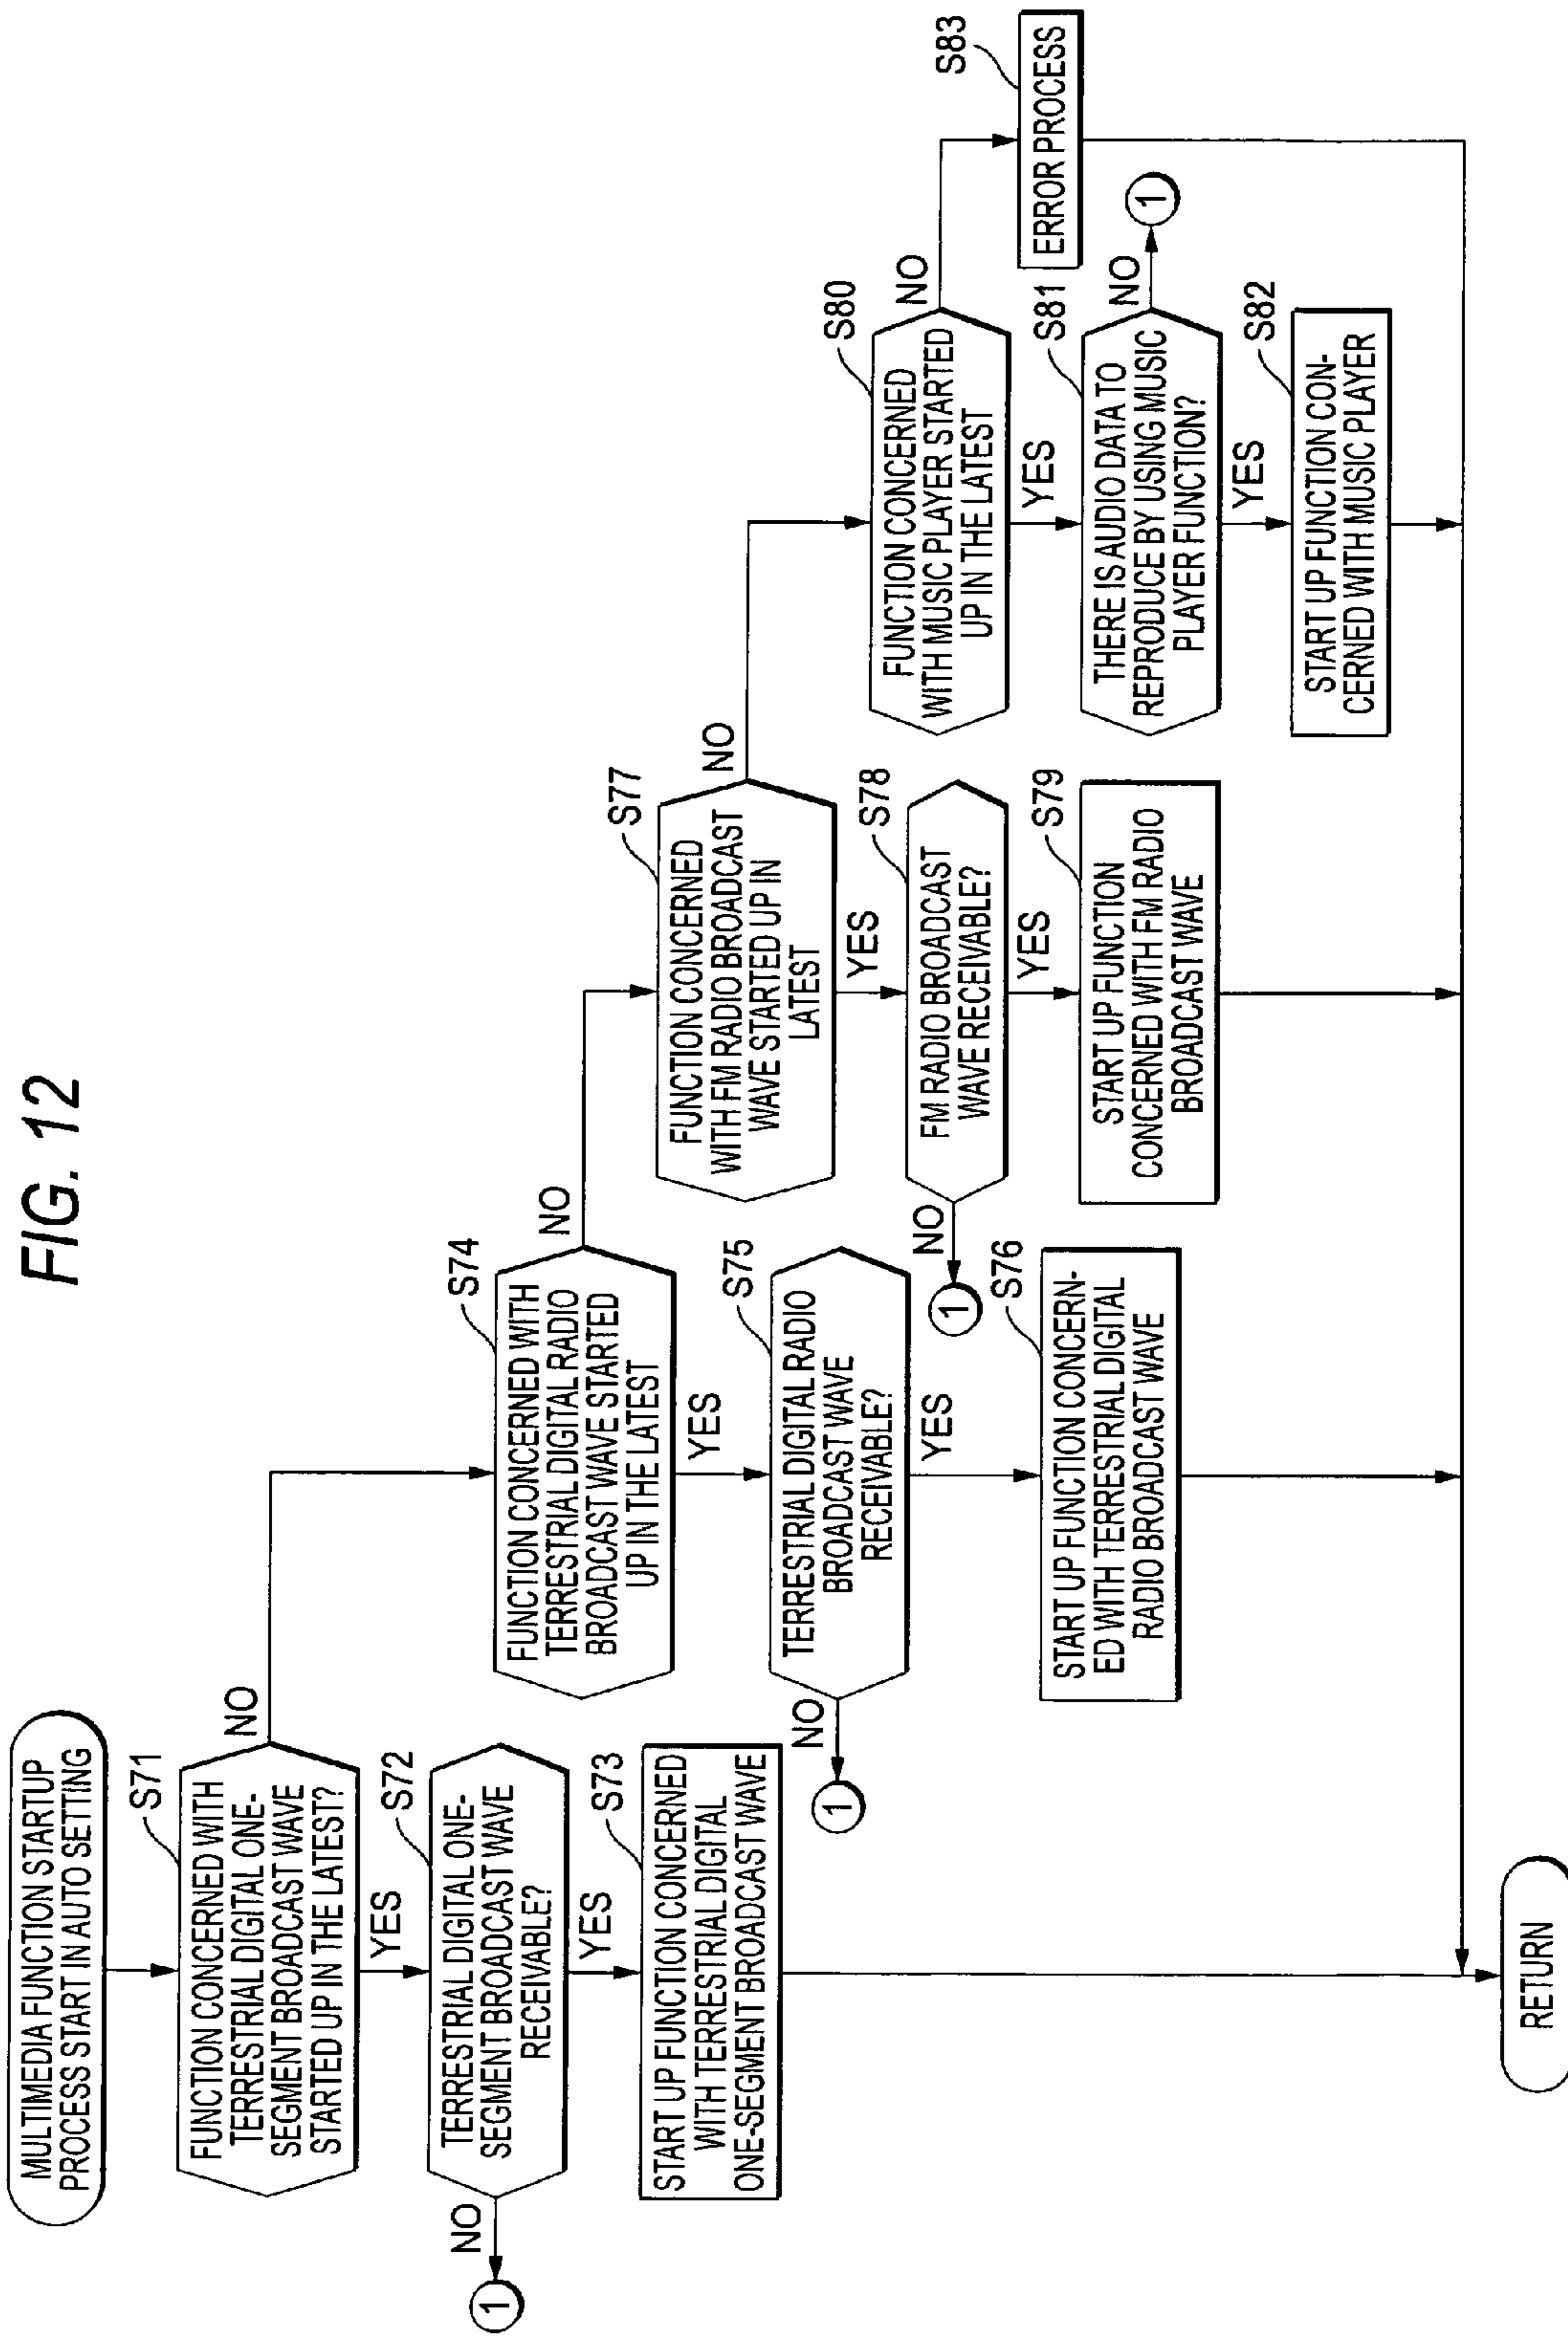 FIG. 12
MULTIMEDIA FUNCTION STARTUP
PROCESS START IN AUTO SETTING
S71
FUNCTION CONCERNED WITH
TERRESTRIAL DIGITAL ONE-
SEGMENT BROADCAST WAVE
STARTED UP IN THE LATEST?
NO
YES
S72
TERRESTRIAL DIGITAL ONE-
SEGMENT BROADCAST WAVE
RECEIVABLE?
NO
1
YES
S73
START UP FUNCTION CONCERNED
WITH TERRESTRIAL DIGITAL
ONE-SEGMENT BROADCAST WAVE
S74
FUNCTION CONCERNED WITH
TERRESTRIAL DIGITAL RADIO
BROADCAST WAVE STARTED
UP IN THE LATEST
NO
YES
S75
TERRESTRIAL DIGITAL RADIO
BROADCAST WAVE
RECEIVABLE?
NO
1
YES
S76
START UP FUNCTION CONCERN-
ED WITH TERRESTRIAL DIGITAL
RADIO BROADCAST WAVE
S77
FUNCTION CONCERNED
WITH FM RADIO BROADCAST
WAVE STARTED UP IN
LATEST
NO
YES
S78
FM RADIO BROADCAST
WAVE RECEIVABLE?
NO
1
YES
S79
START UP FUNCTION
CONCERNED WITH FM RADIO
BROADCAST WAVE
S80
FUNCTION CONCERNED
WITH MUSIC PLAYER STARTED
UP IN THE LATEST
NO
YES
S81
THERE IS AUDIO DATA TO
REPRODUCE BY USING MUSIC
PLAYER FUNCTION?
NO
1
YES
S82
START UP FUNCTION CON-
CERNED WITH MUSIC PLAYER
S83
ERROR PROCESS
RETURN